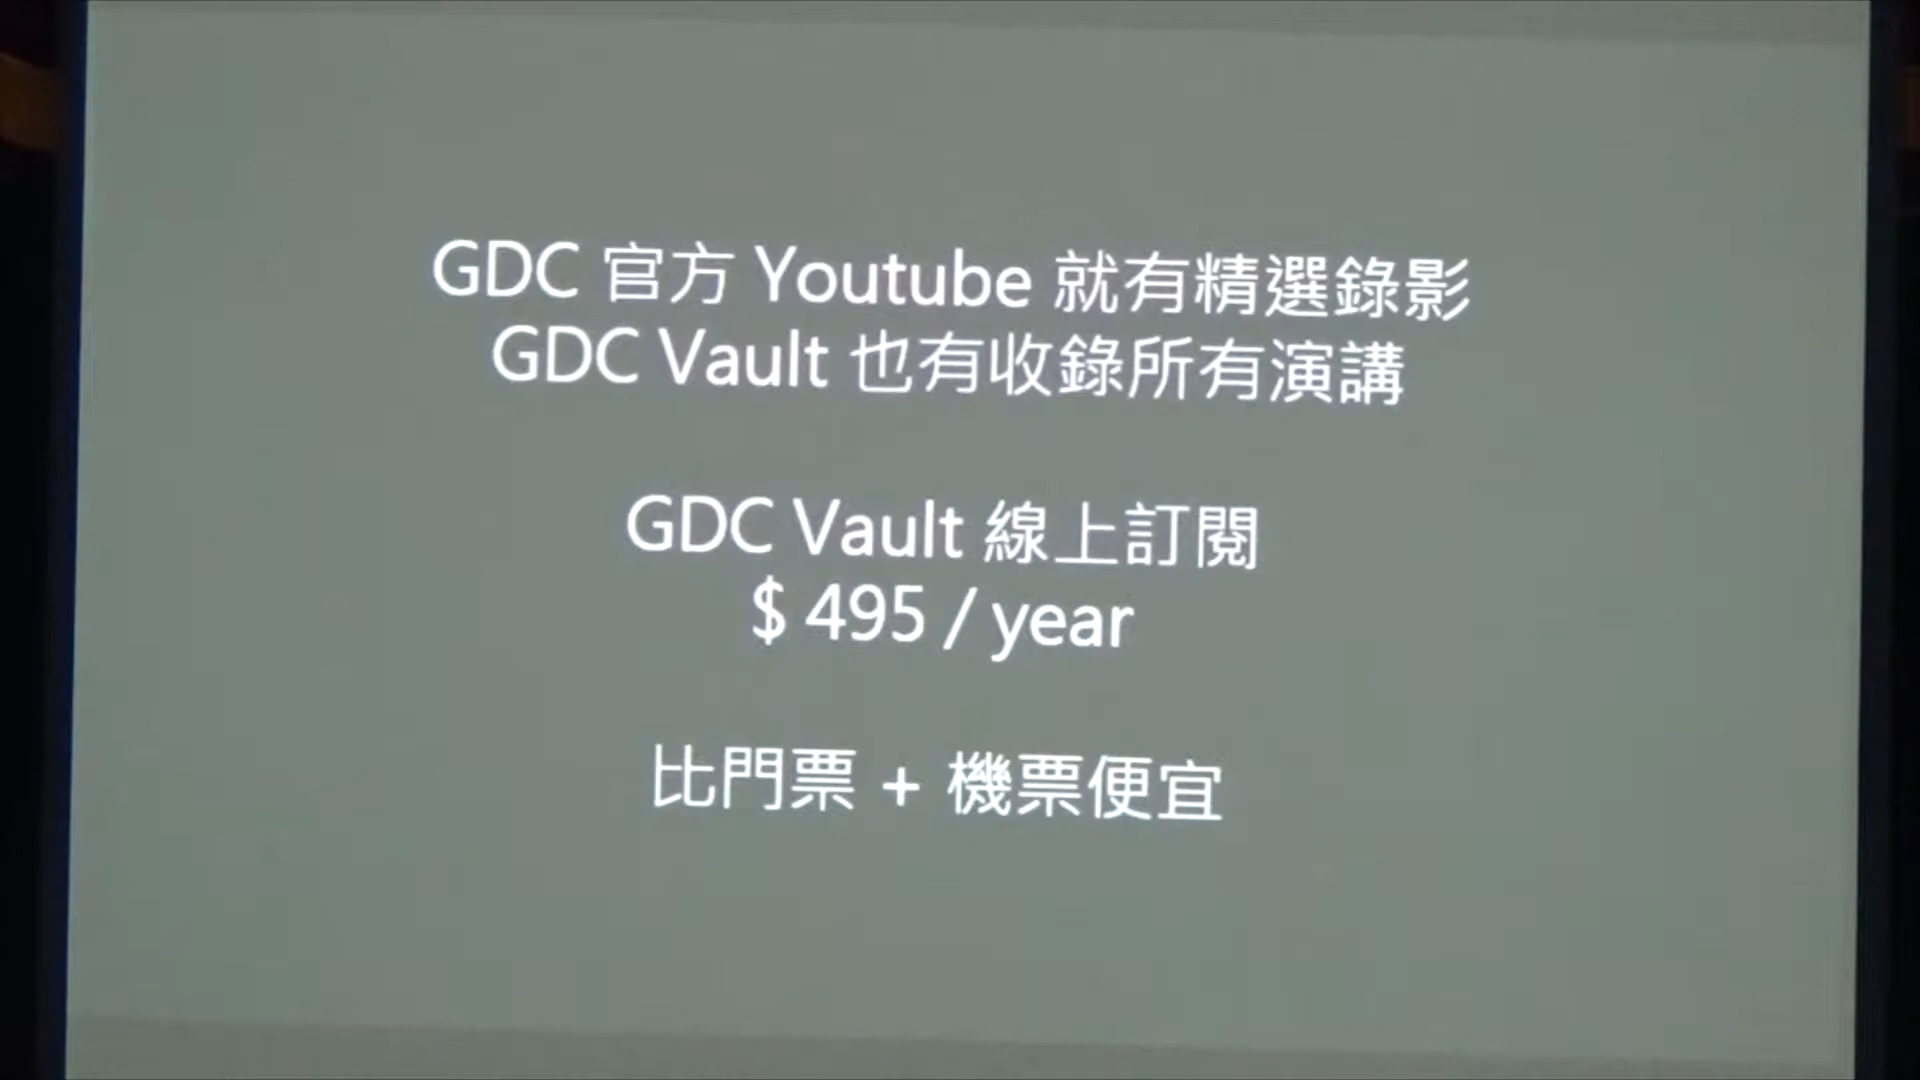 GDC 官方 Youtube 就有精選錄影
GDC Vault 也有收錄所有演講
GDC Vault 線上訂閱
$ 495 / year
比門票 + 機票便宜